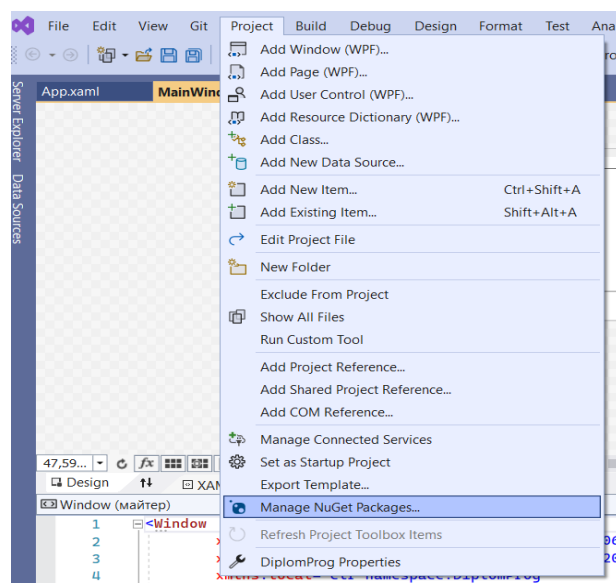 File Edit View Git Project Build Debug Design Format Test Ana
Server Explorer
Data Sources
App.xaml
MainWind
Add Window (WPF)...
Add Page (WPF)...
Add User Control (WPF)...
Add Resource Dictionary (WPF)...
Add Class...
Add New Data Source...
Add New Item... Ctrl+Shift+A
Add Existing Item... Shift+Alt+A
Edit Project File
New Folder
Exclude From Project
Show All Files
Run Custom Tool
Add Project Reference...
Add Shared Project Reference...
Add COM Reference...
Manage Connected Services
Set as Startup Project
Export Template...
Manage NuGet Packages...
Refresh Project Toolbox Items
DiplomProg Properties
47,59... fx
Design XAM
Window (майтер)
1 <Window
2
3
4